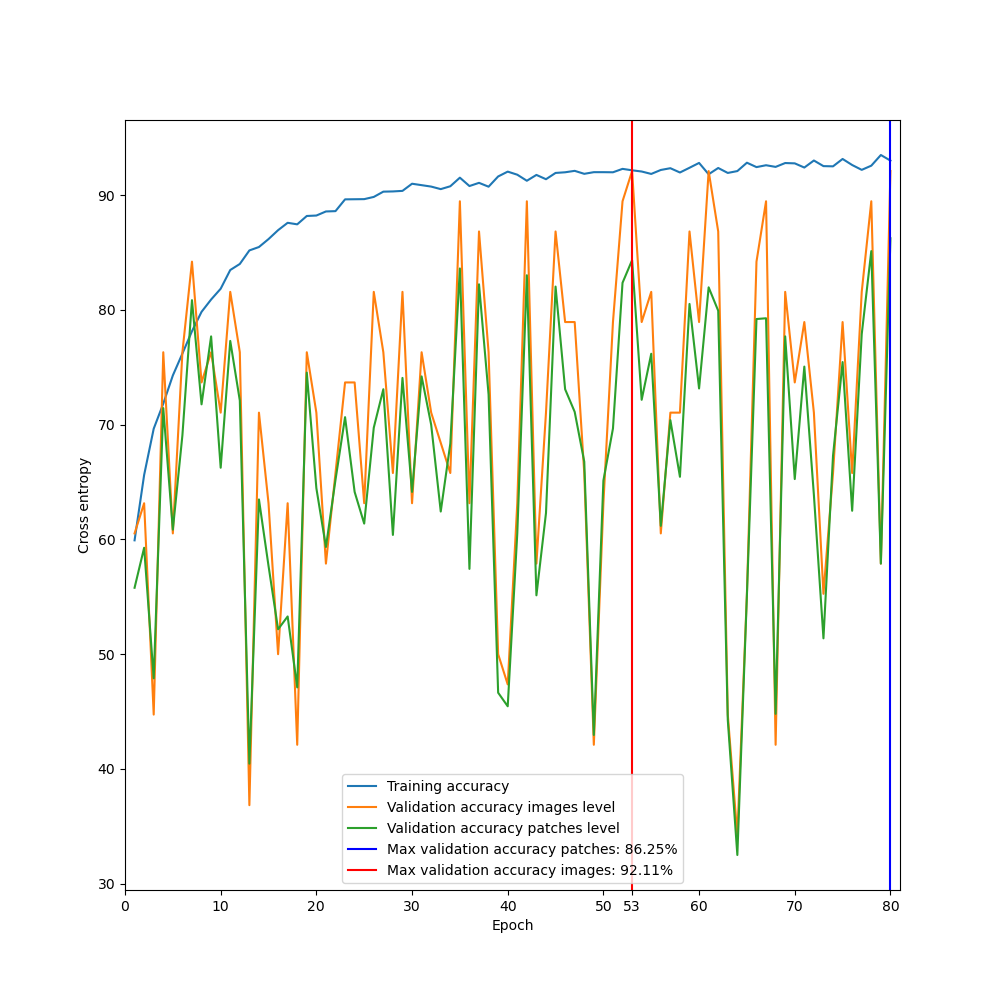 90
80
70
60
50
40
30
Cross entropy
Training accuracy
Validation accuracy images level
Validation accuracy patches level
Max validation accuracy patches: 86.25%
Max validation accuracy images: 92.11%
0 10 20 30 40 50 53 60 70 80
Epoch